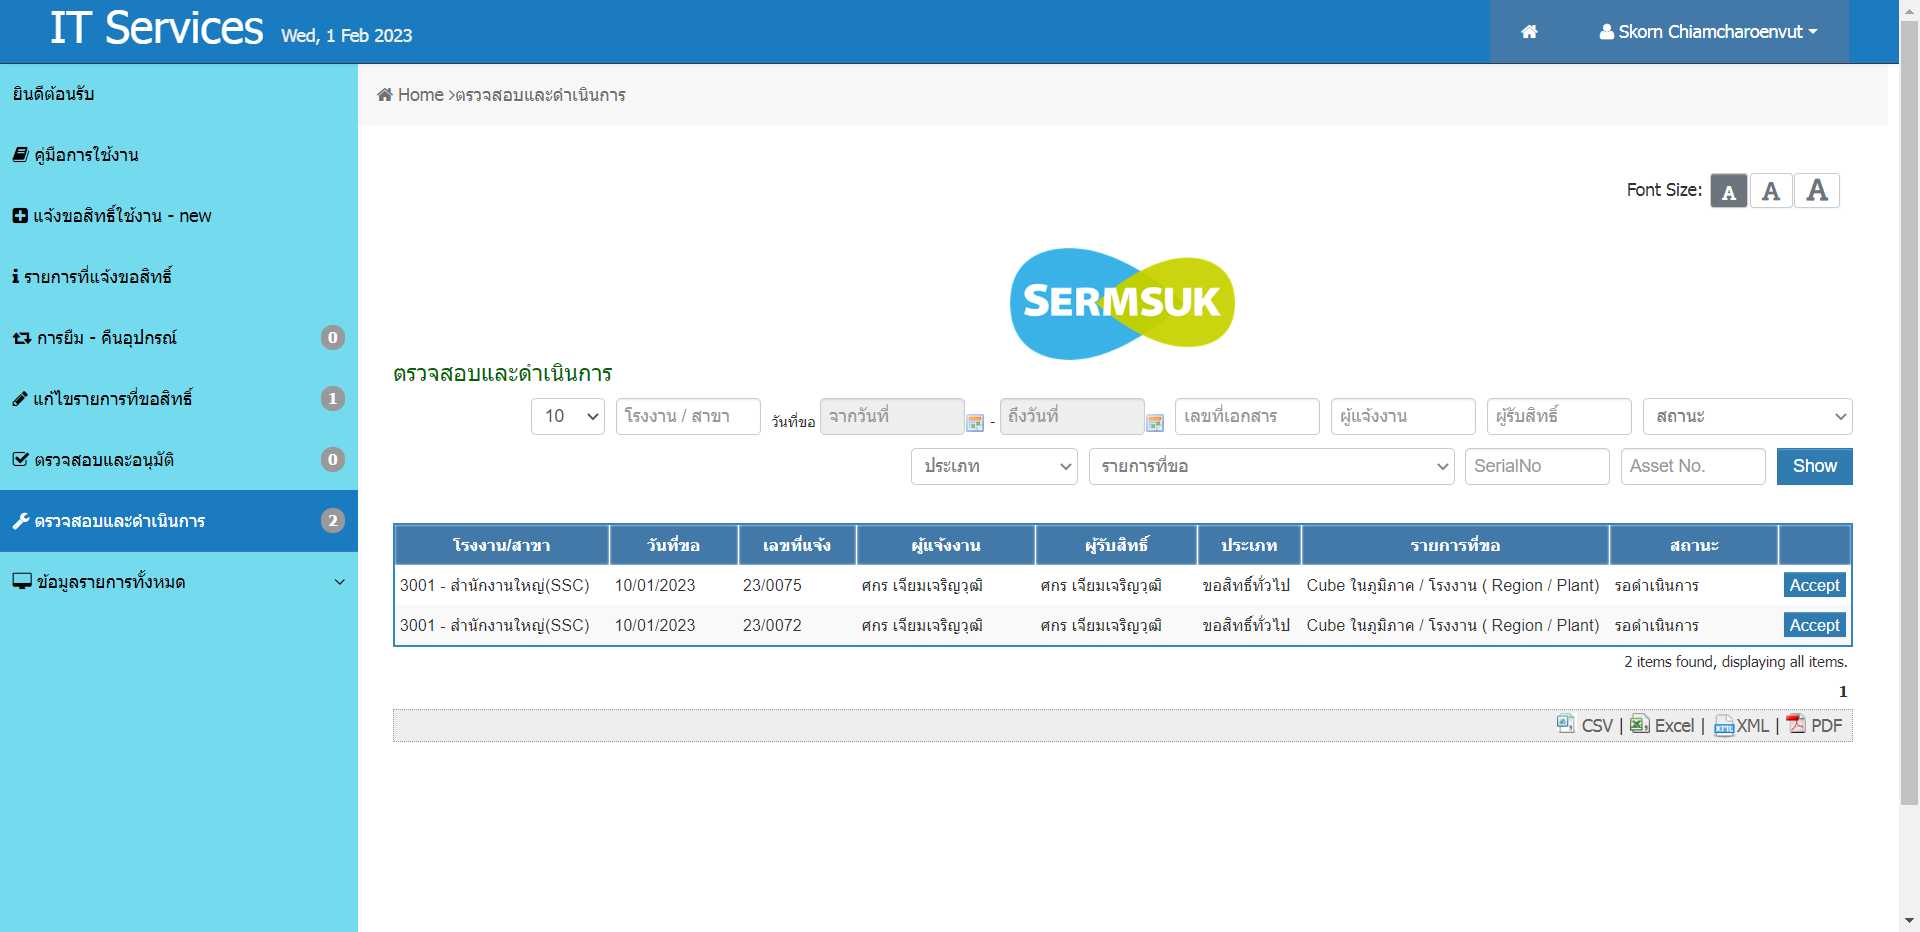 IT Services Wed, 1 Feb 2023
Skorn Chiamcharoenvut
ยินดีต้อนรับ
คู่มือการใช้งาน
แจ้งขอสิทธิ์ใช้งาน - new
รายการที่แจ้งขอสิทธิ์
การยืม - คืนอุปกรณ์ 0
แก้ไขรายการที่ขอสิทธิ์ 1
ตรวจสอบและอนุมัติ 0
ตรวจสอบและดำเนินการ 2
ข้อมูลรายการทั้งหมด
Home >ตรวจสอบและดำเนินการ
Font Size: A A A
SERMSUK
ตรวจสอบและดำเนินการ
10 โรงงาน / สาขา วันที่ขอ จากวันที่ - ถึงวันที่ เลขที่เอกสาร ผู้แจ้งงาน ผู้รับสิทธิ์ สถานะ
ประเภท รายการที่ขอ SerialNo Asset No. Show
โรงงาน/สาขา วันที่ขอ เลขที่แจ้ง ผู้แจ้งงาน ผู้รับสิทธิ์ ประเภท รายการที่ขอ สถานะ
3001 - สำนักงานใหญ่(SSC) 10/01/2023 23/0075 ศกร เจียมเจริญวุฒิ ศกร เจียมเจริญวุฒิ ขอสิทธิ์ทั่วไป Cube ในภูมิภาค / โรงงาน ( Region / Plant) รอดำเนินการ Accept
3001 - สำนักงานใหญ่(SSC) 10/01/2023 23/0072 ศกร เจียมเจริญวุฒิ ศกร เจียมเจริญวุฒิ ขอสิทธิ์ทั่วไป Cube ในภูมิภาค / โรงงาน ( Region / Plant) รอดำเนินการ Accept
2 items found, displaying all items.
1
CSV | Excel | XML | PDF